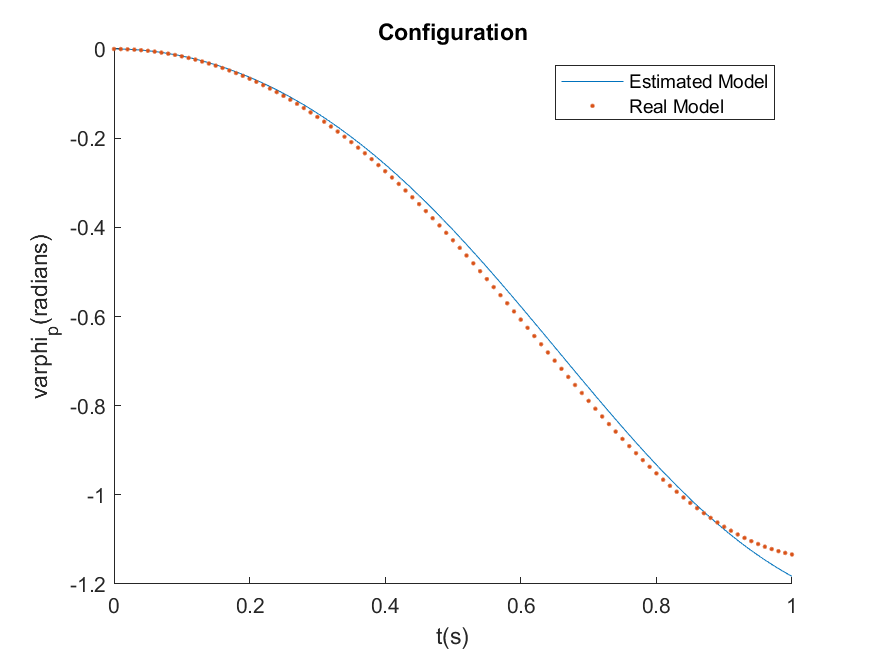 Configuration
Estimated Model
Real Model
0
-0.2
-0.4
-0.6
-0.8
-1
-1.2
varphi_p(radians)
0
0.2
0.4
0.6
0.8
1
t(s)